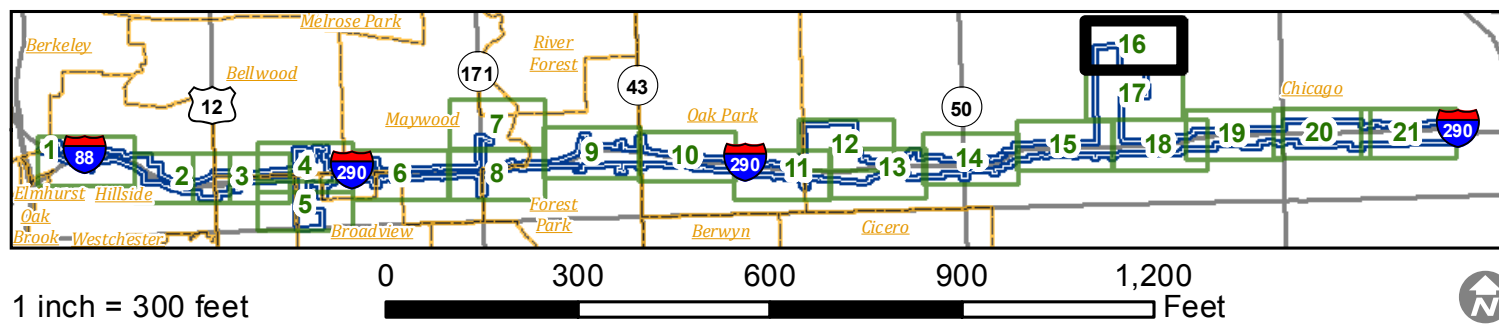 Melrose Park
Berkeley
River
Forest
16
171
Bellwood
43
17
Chicago
12
50
Maywood
7
Oak Park
1
88
4
290
6
8
9
10
290
11
12
13
14
15
18
19
20
21
290
2
3
5
Elmhurst
Hillside
Oak
Brook
Westchester
Broadview
Forest
Park
Berwyn
Cicero
0
300
600
900
1,200
1 inch = 300 feet
Feet
N